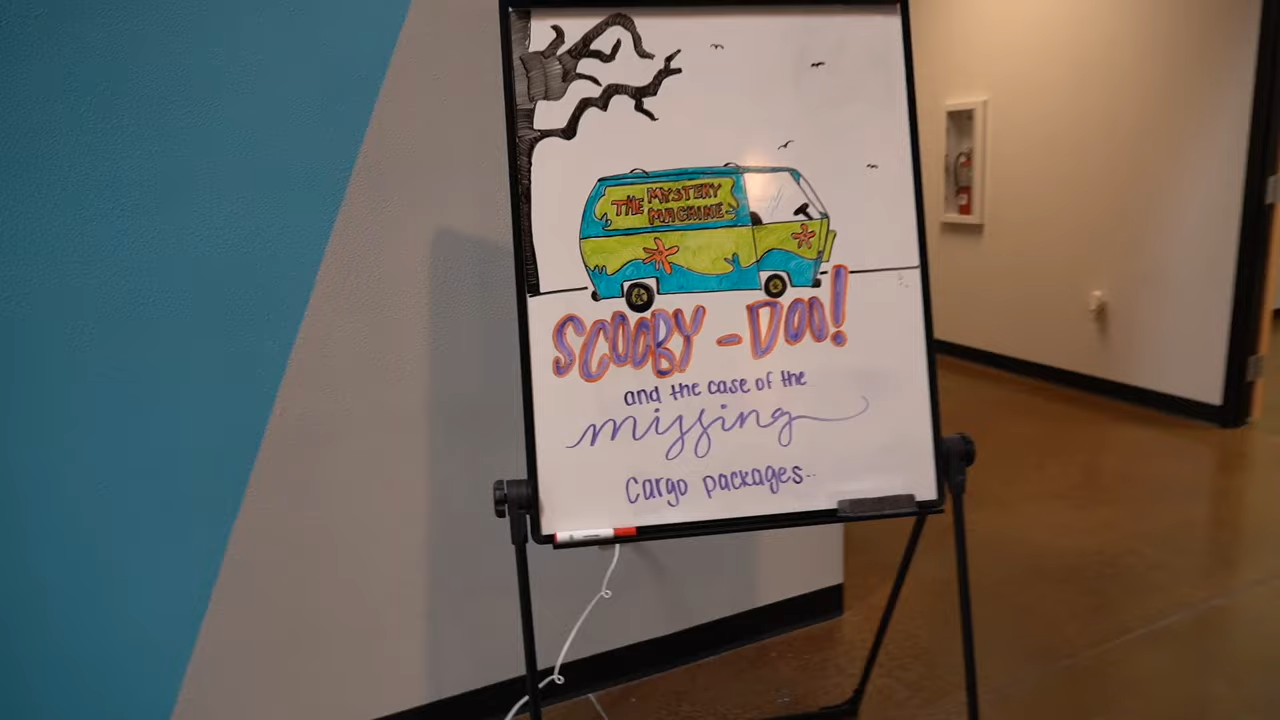 THE MYSTERY
MACHINE
SCOOBY-DOO!
and the case of the
missing
Cargo packages..